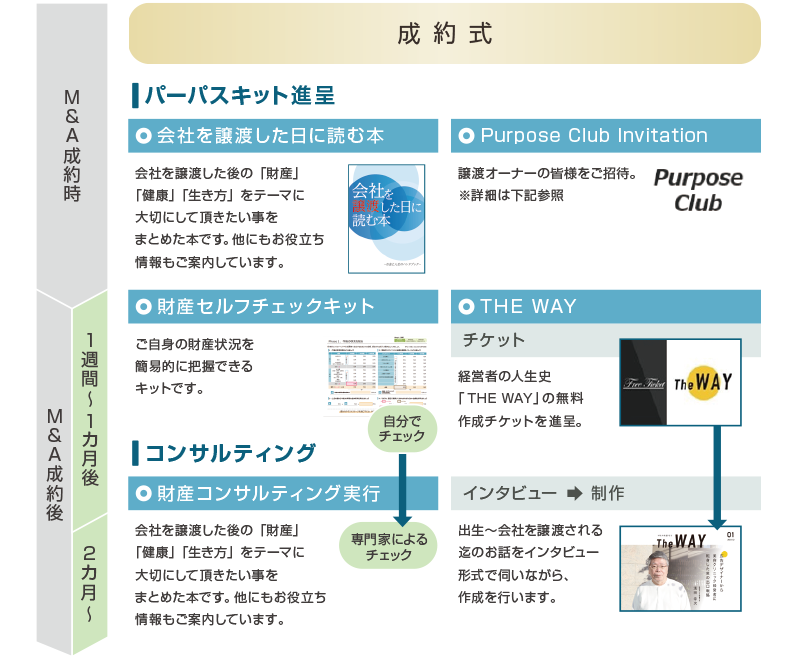 成約式
M&A成約時
パーパスキット進呈
会社を譲渡した日に読む本
会社を譲渡した後の「財産」
「健康」「生き方」をテーマに
大切にして頂きたい事を
まとめた本です。他にもお役立ち
情報もご案内しています。
会社を
譲渡した日に
読む本
Purpose Club Invitation
譲渡オーナーの皆様をご招待。
※詳細は下記参照
Purpose
Club
M&A成約後
1週間～1カ月後
財産セルフチェックキット
ご自身の財産状況を
簡易的に把握できる
キットです。
自分で
チェック
THE WAY
チケット
経営者の人生史
「THE WAY」の無料
作成チケットを進呈。
Free Ticket
The WAY
コンサルティング
2カ月～
財産コンサルティング実行
会社を譲渡した後の「財産」
「健康」「生き方」をテーマに
大切にして頂きたい事を
まとめた本です。他にもお役立ち
情報もご案内しています。
専門家による
チェック
インタビュー ➡ 制作
出生～会社を譲渡される
迄のお話をインタビュー
形式で伺いながら、
作成を行います。
The WAY
01